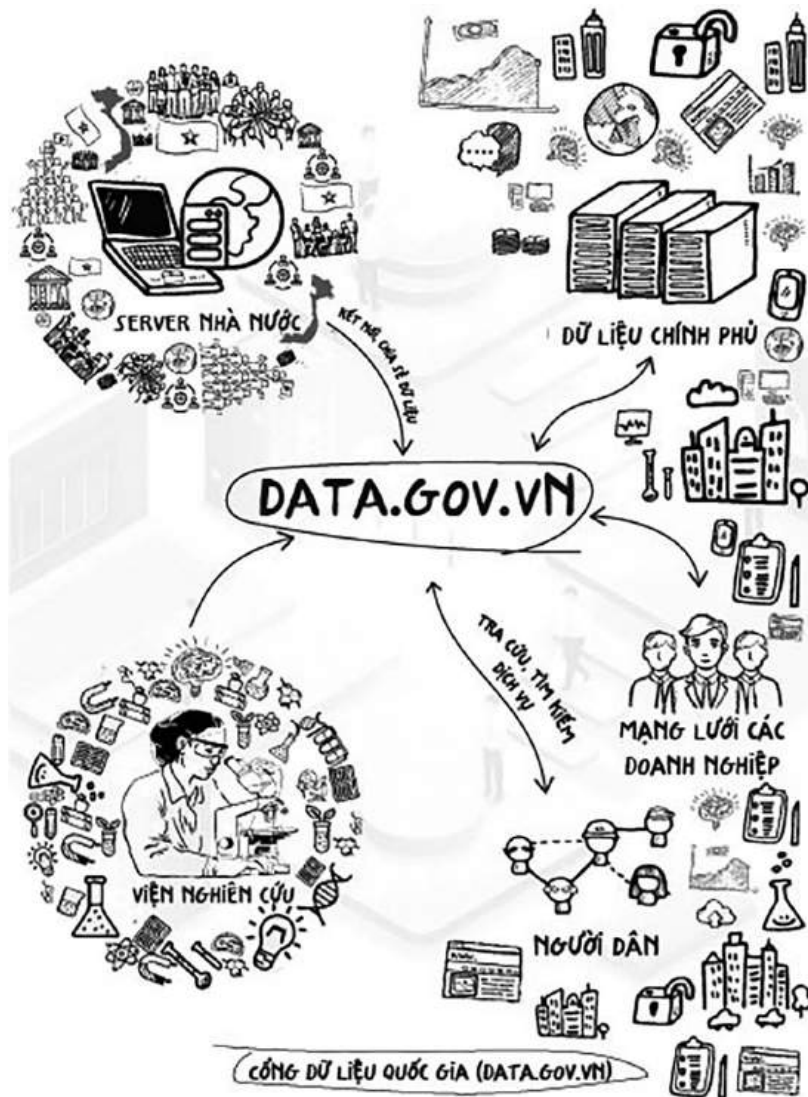 SERVER NHÀ NƯỚC
DỮ LIỆU CHÍNH PHỦ
KẾT NỐI, CHIA SẺ DỮ LIỆU
DATA.GOV.VN
TRA CỨU, TÌM KIẾM
DỊCH VỤ
MẠNG LƯỚI CÁC
DOANH NGHIỆP
VIỆN NGHIÊN CỨU
NGƯỜI DÂN
CỔNG DỮ LIỆU QUỐC GIA (DATA.GOV.VN)